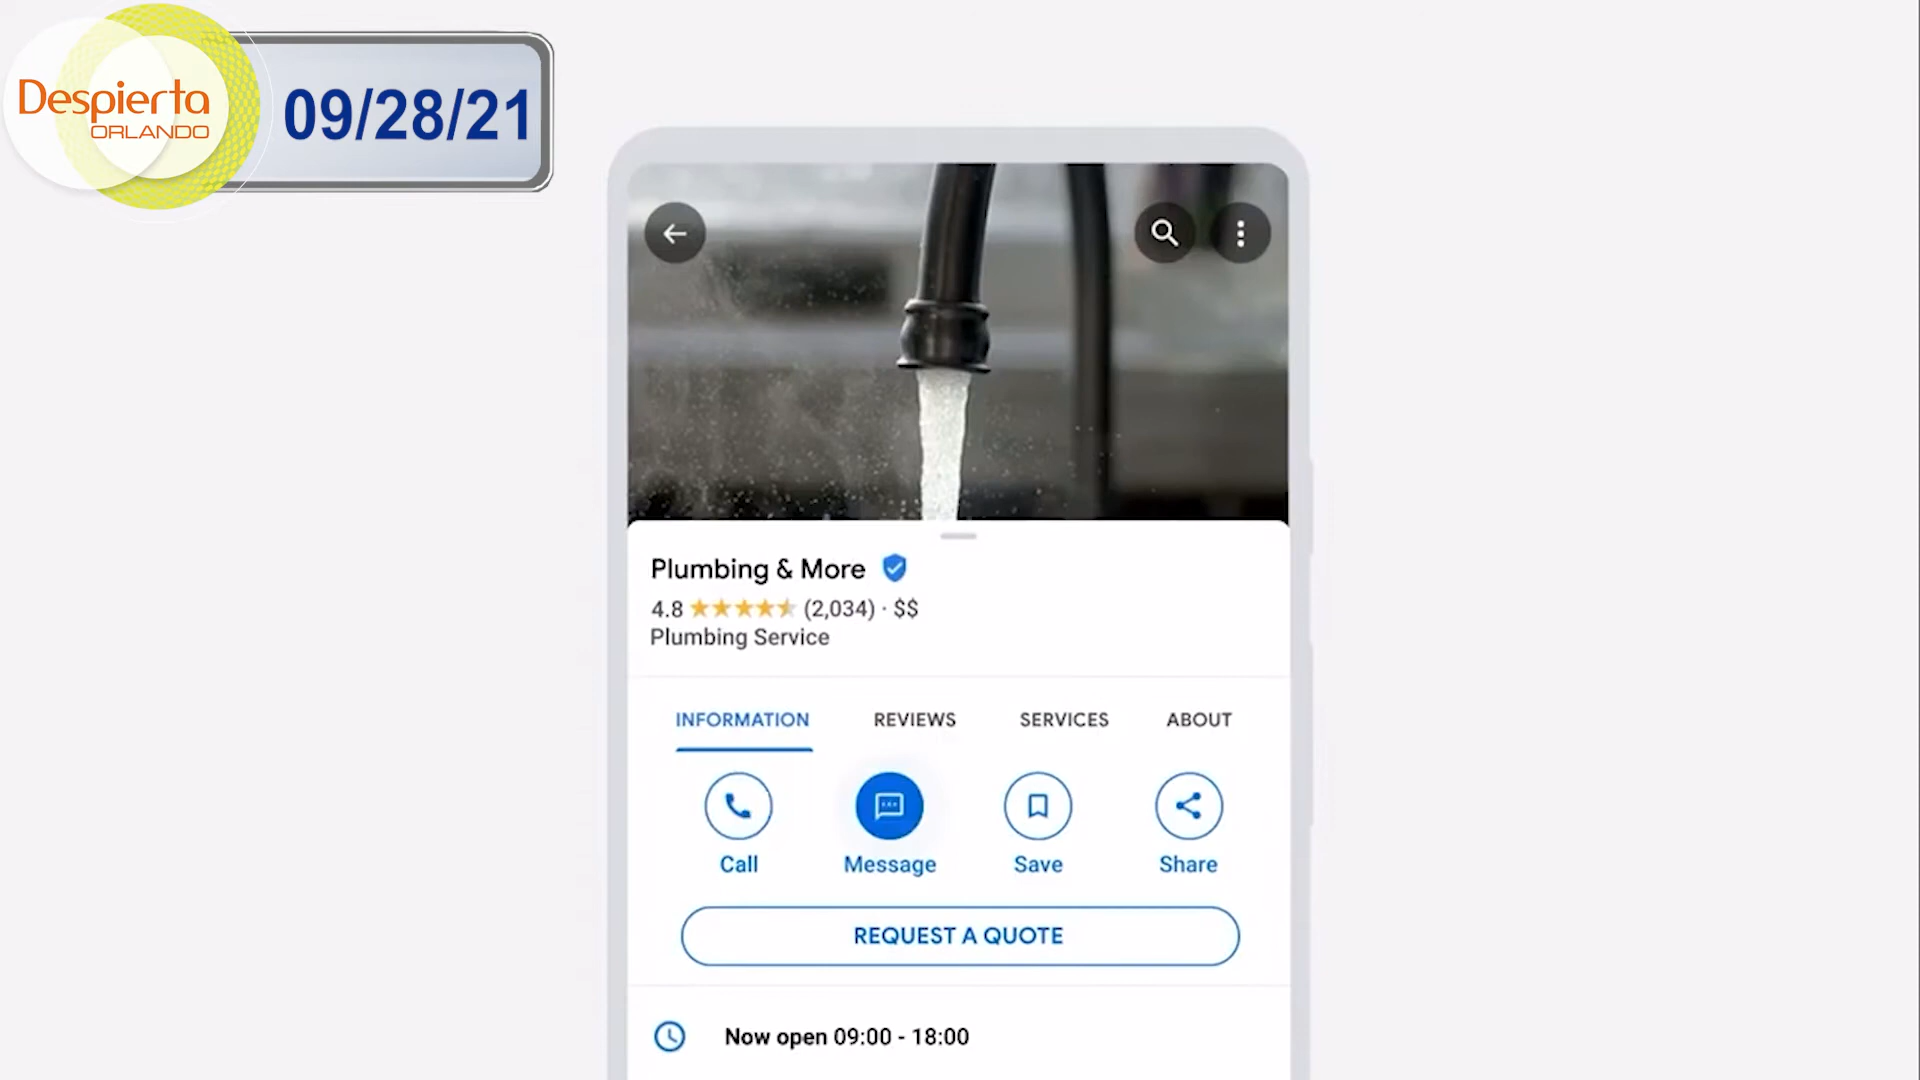 Despierta
ORLANDO
09/28/21
Plumbing & More
4.8 (2,034) · $$
Plumbing Service
INFORMATION REVIEWS SERVICES ABOUT
Call Message Save Share
REQUEST A QUOTE
Now open 09:00 - 18:00